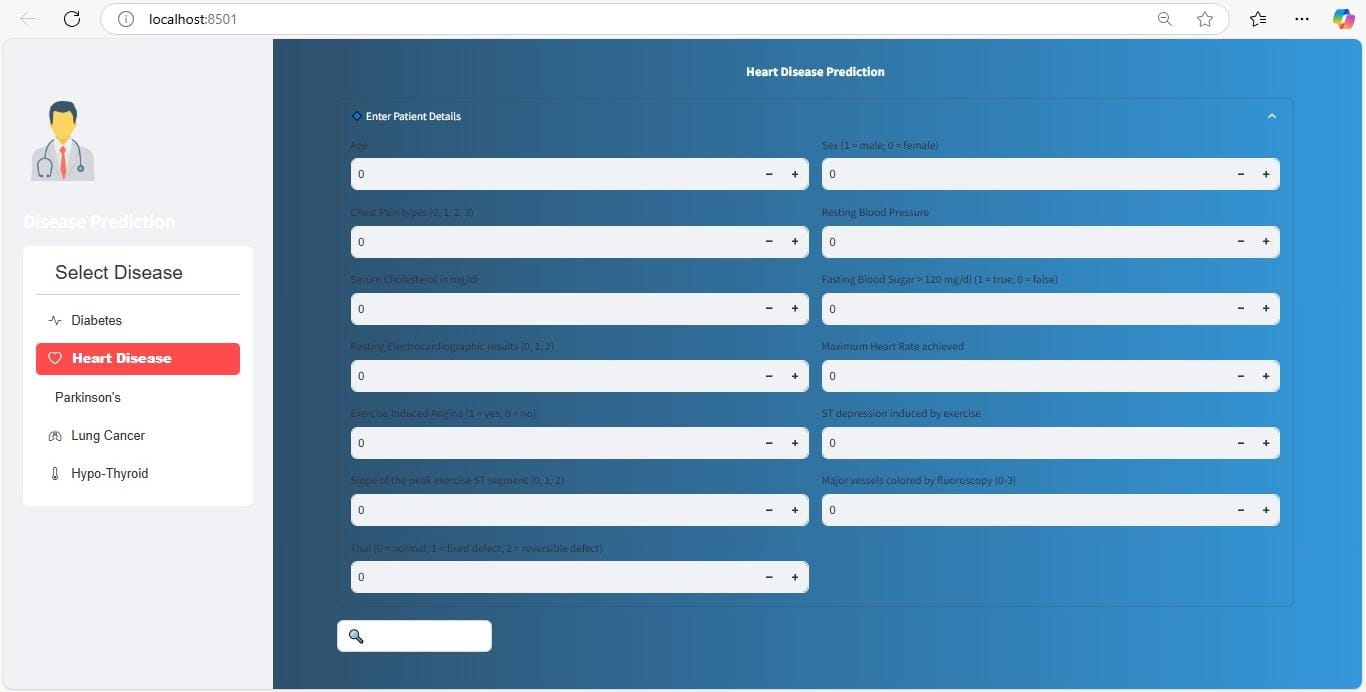 localhost:8501
Disease Prediction
Select Disease
Diabetes
Heart Disease
Parkinson's
Lung Cancer
Hypo-Thyroid
Heart Disease Prediction
Enter Patient Details
Age
0 − +
Sex (1 = male; 0 = female)
0 − +
Chest Pain types (0, 1, 2, 3)
0 − +
Resting Blood Pressure
0 − +
Serum Cholesterol in mg/dl
0 − +
Fasting Blood Sugar > 120 mg/dl (1 = true; 0 = false)
0 − +
Resting Electrocardiographic results (0, 1, 2)
0 − +
Maximum Heart Rate achieved
0 − +
Exercise Induced Angina (1 = yes; 0 = no)
0 − +
ST depression induced by exercise
0 − +
Slope of the peak exercise ST segment (0, 1, 2)
0 − +
Major vessels colored by fluoroscopy (0-3)
0 − +
Thal (0 = normal; 1 = fixed defect; 2 = reversible defect)
0 − +